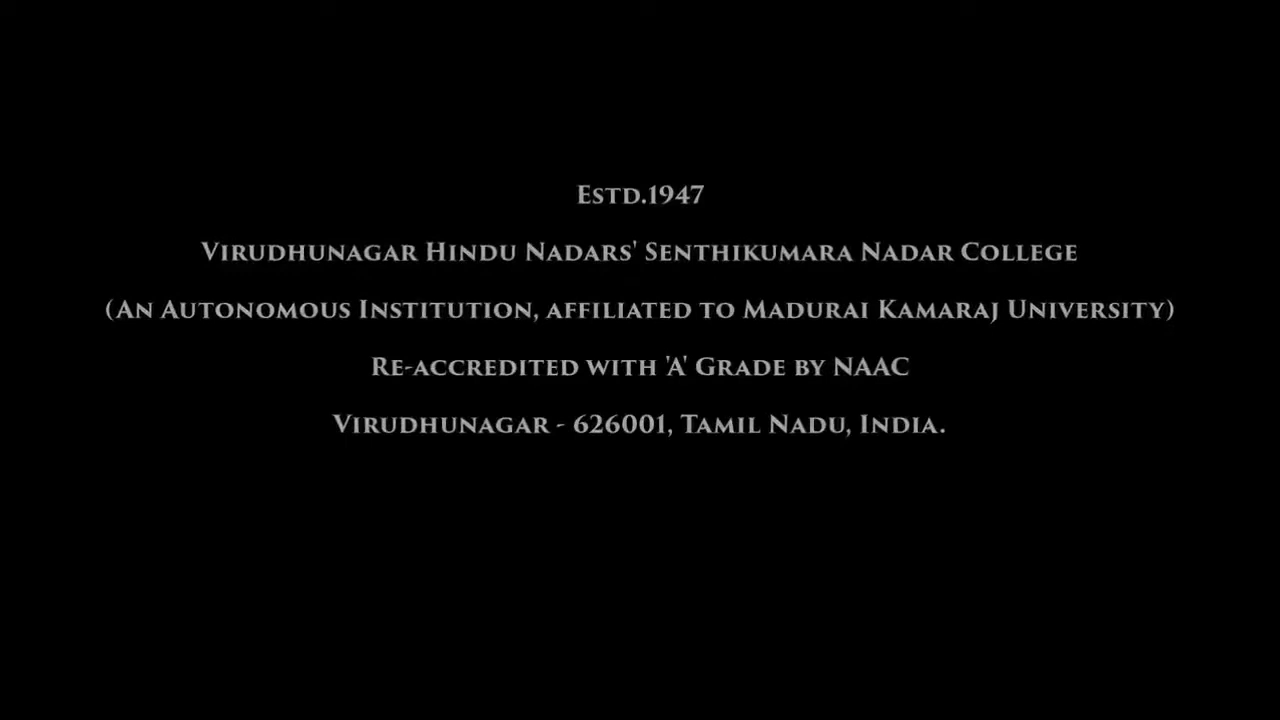 Estd.1947
Virudhunagar Hindu Nadars' Senthikumara Nadar College
(An Autonomous Institution, affiliated to Madurai Kamaraj University)
Re-accredited with 'A' Grade by NAAC
Virudhunagar - 626001, Tamil Nadu, India.